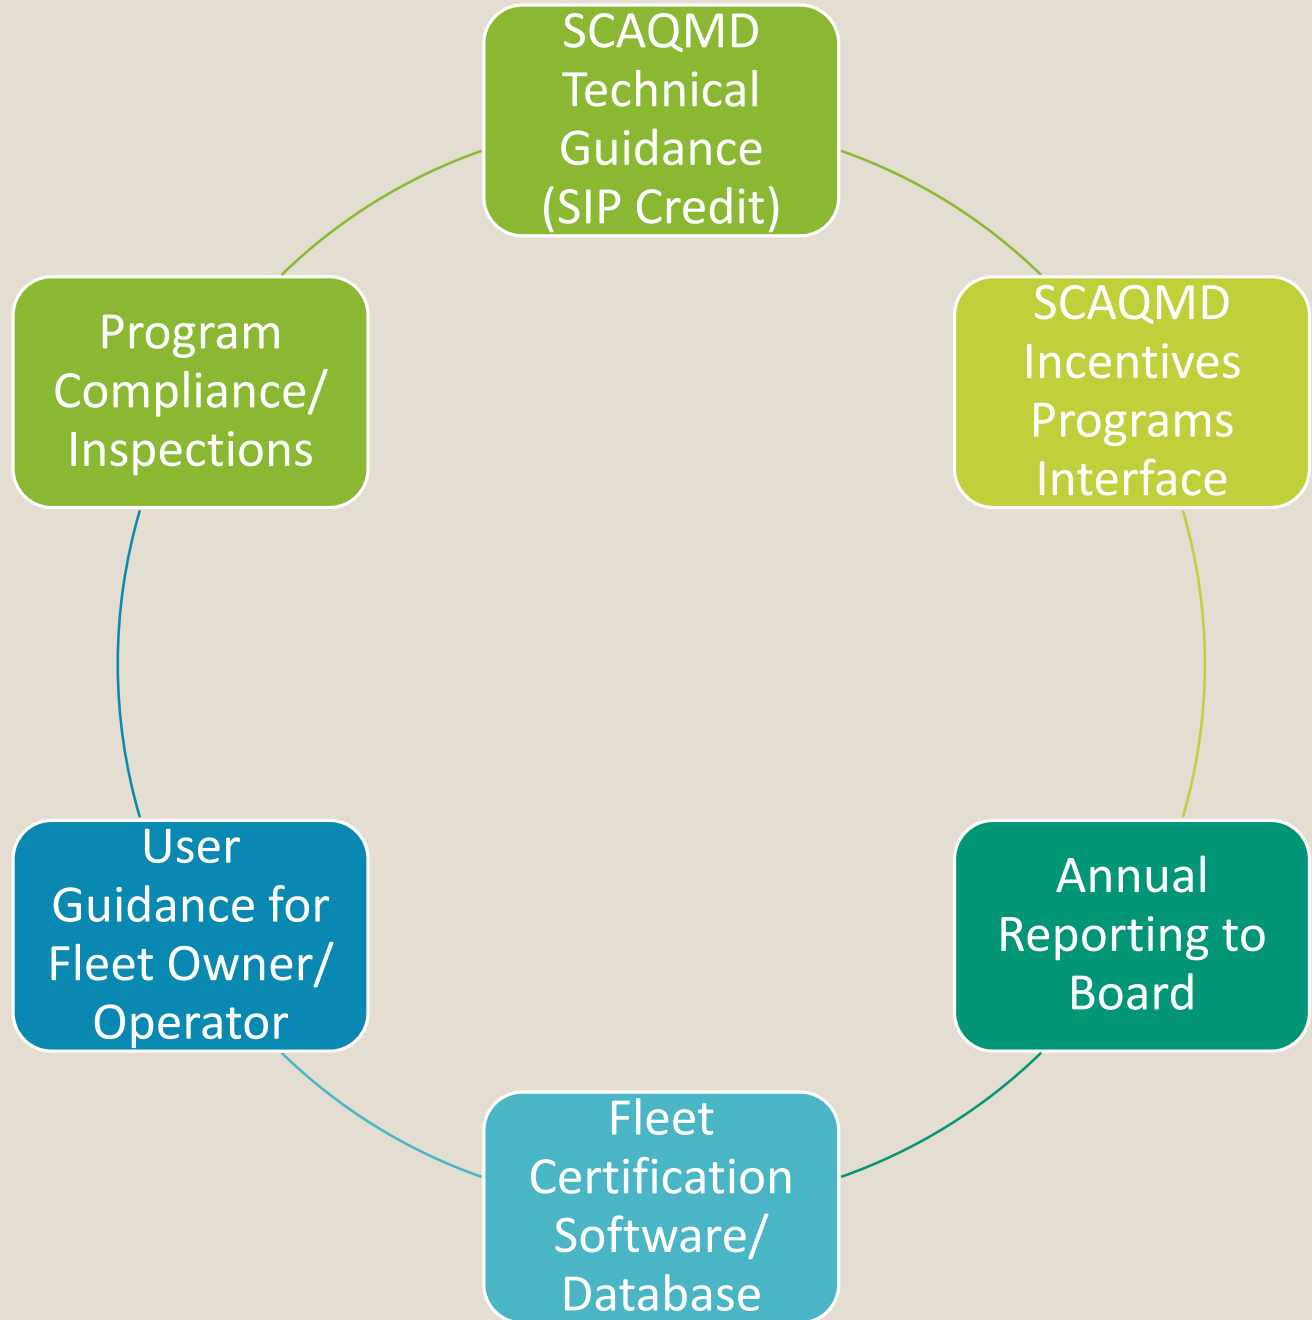 SCAQMD
Technical
Guidance
(SIP Credit)
SCAQMD
Incentives
Programs
Interface
Annual
Reporting to
Board
Fleet
Certification
Software/
Database
User
Guidance for
Fleet Owner/
Operator
Program
Compliance/
Inspections